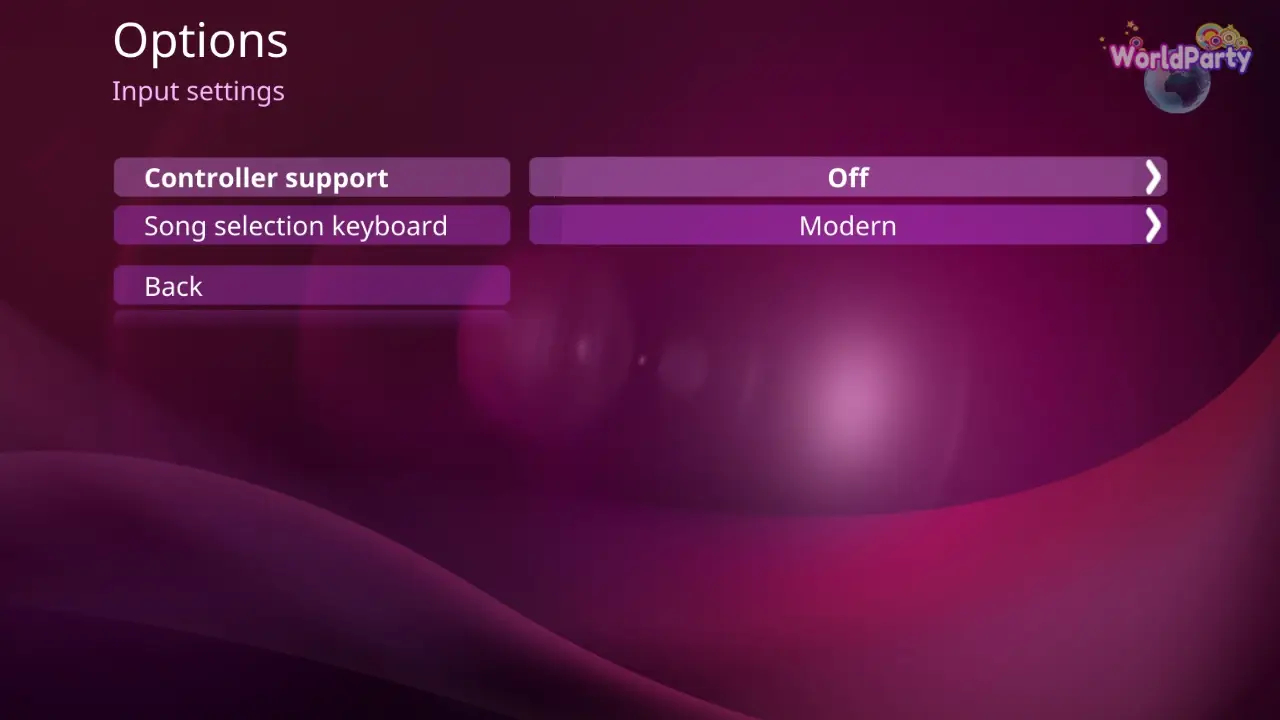 Options
WorldParty
Input settings
Controller support Off
Song selection keyboard Modern
Back